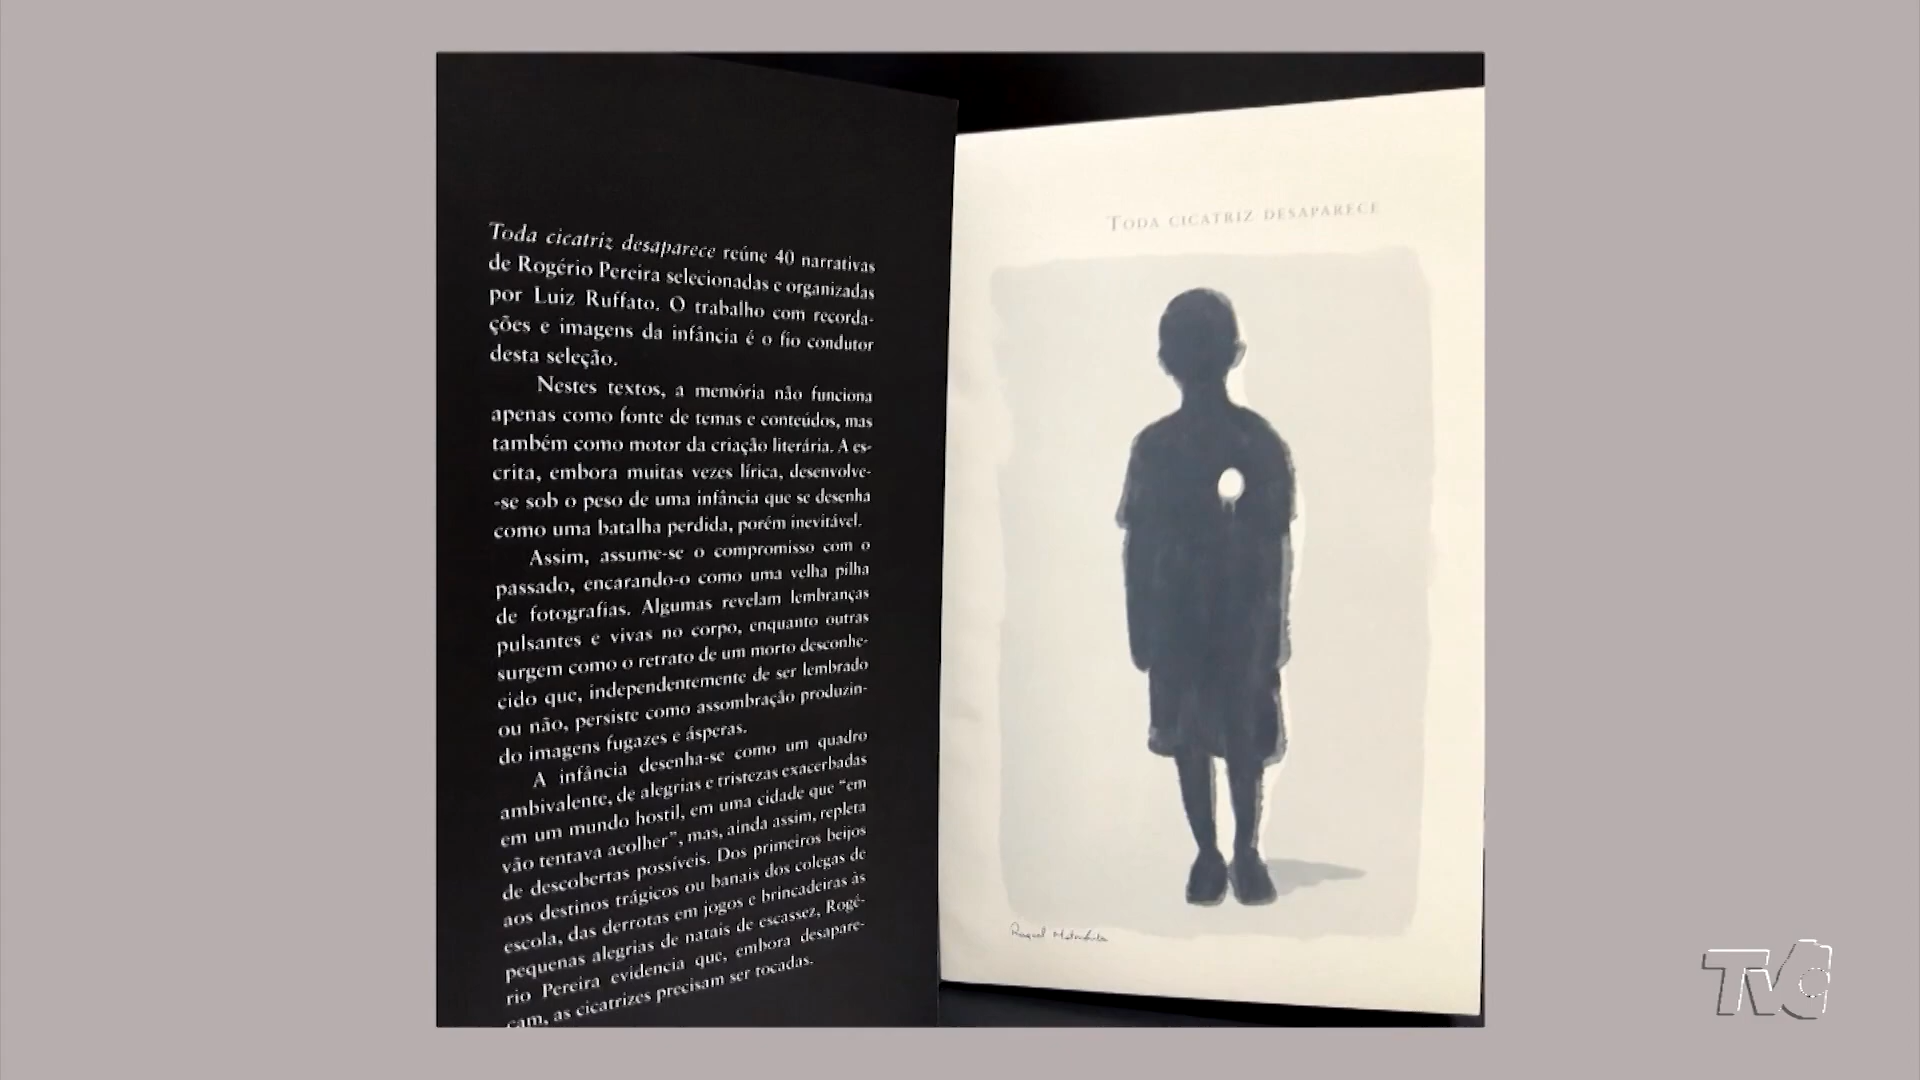 Toda cicatriz desaparece reúne 40 narrativas
de Rogério Pereira selecionadas e organizadas
por Luiz Ruffato. O trabalho com recorda-
ções e imagens da infância é o fio condutor
desta seleção.
Nestes textos, a memória não funciona
apenas como fonte de temas e conteúdos, mas
também como motor da criação literária. A es-
crita, embora muitas vezes lírica, desenvolve-
-se sob o peso de uma infância que se desenha
como uma batalha perdida, porém inevitável.
Assim, assume-se o compromisso com o
passado, encarando-o como uma velha pilha
de fotografias. Algumas revelam lembranças
pulsantes e vivas no corpo, enquanto outras
surgem como o retrato de um morto desconhe-
cido que, independentemente de ser lembrado
ou não, persiste como assombração produzin-
do imagens fugazes e ásperas.
A infância desenha-se como um quadro
ambivalente, de alegrias e tristezas exacerbadas
em um mundo hostil, em uma cidade que “em
vão tentava acolher”, mas, ainda assim, repleta
de descobertas possíveis. Dos primeiros beijos
aos destinos trágicos ou banais dos colegas de
escola, das derrotas em jogos e brincadeiras às
pequenas alegrias de natais de escassez, Rogé-
rio Pereira evidencia que, embora desapare-
çam, as cicatrizes precisam ser tocadas.
TODA CICATRIZ DESAPARECE
TVC